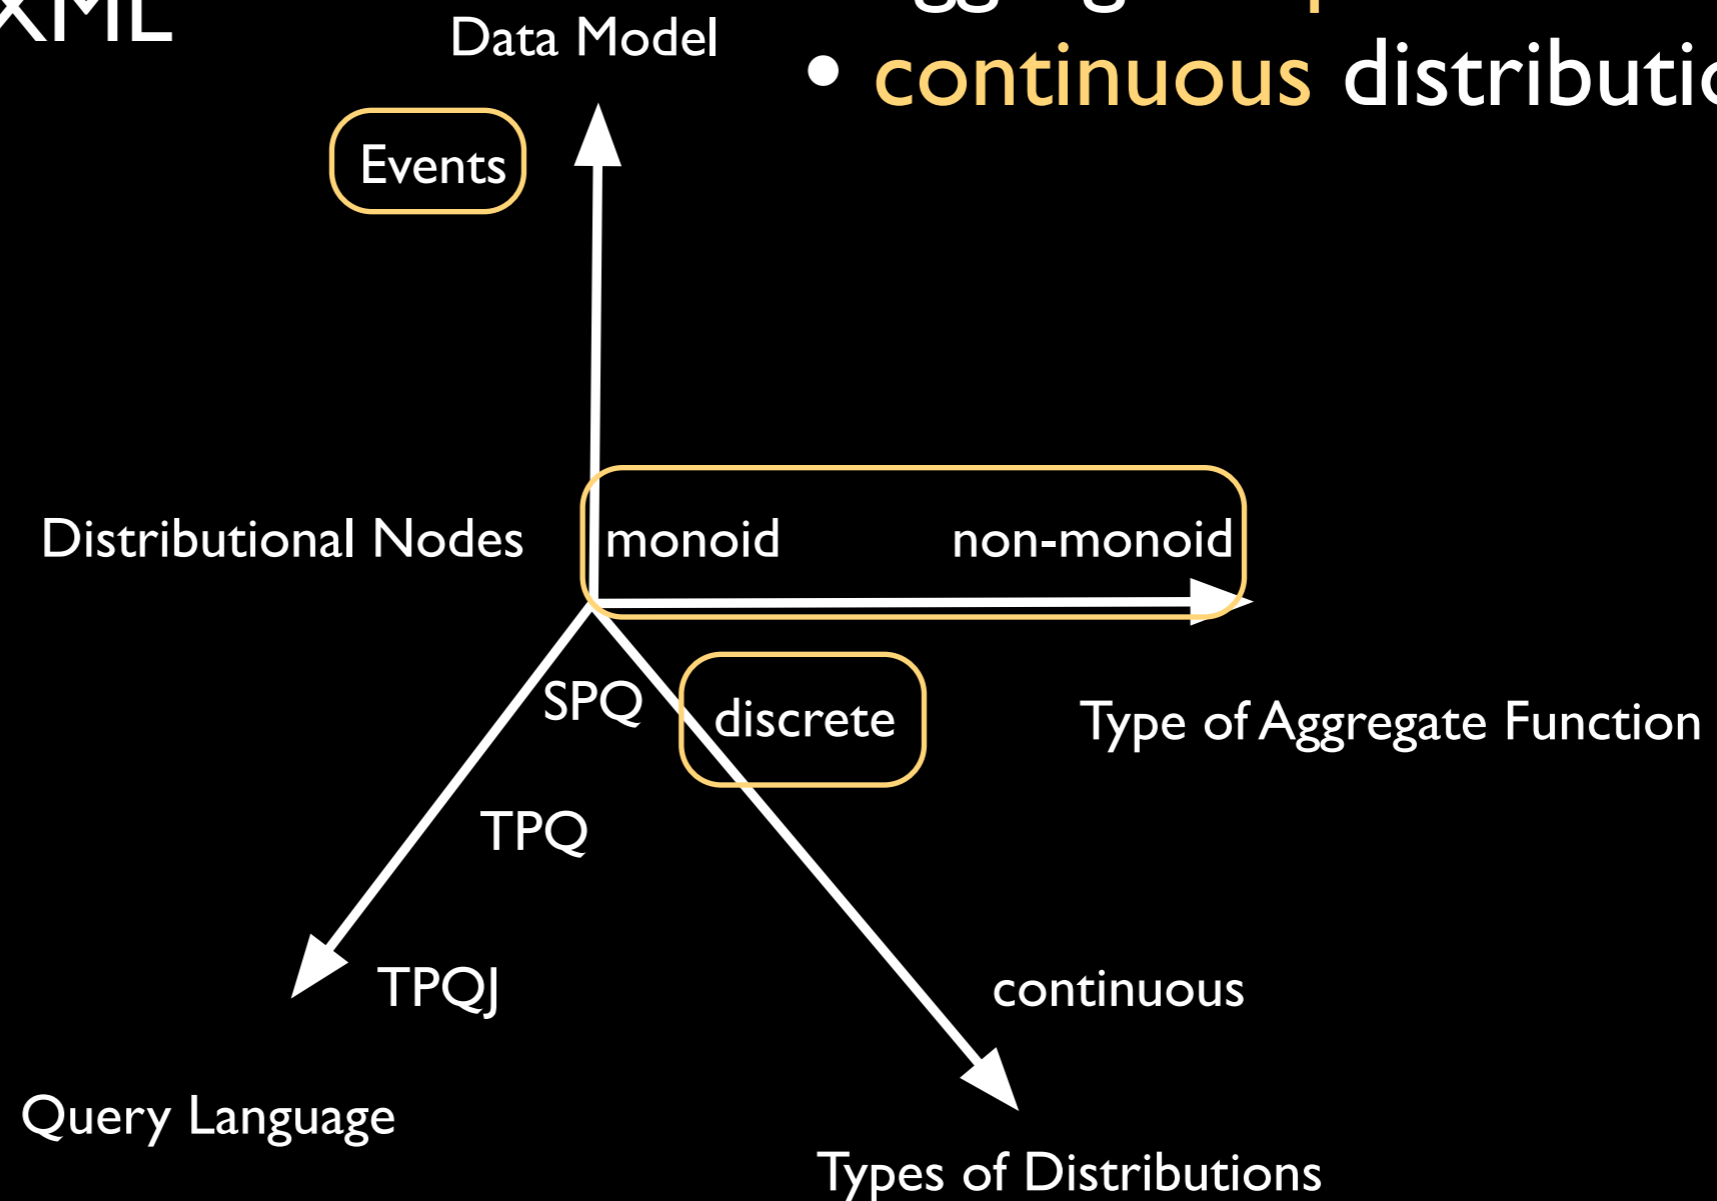 XML
Data Model
• continuous
Events
Distributional Nodes
monoid
non-monoid
SPQ
discrete
Type of Aggregate Function
TPQ
TPQJ
continuous
Query Language
Types of Distributions